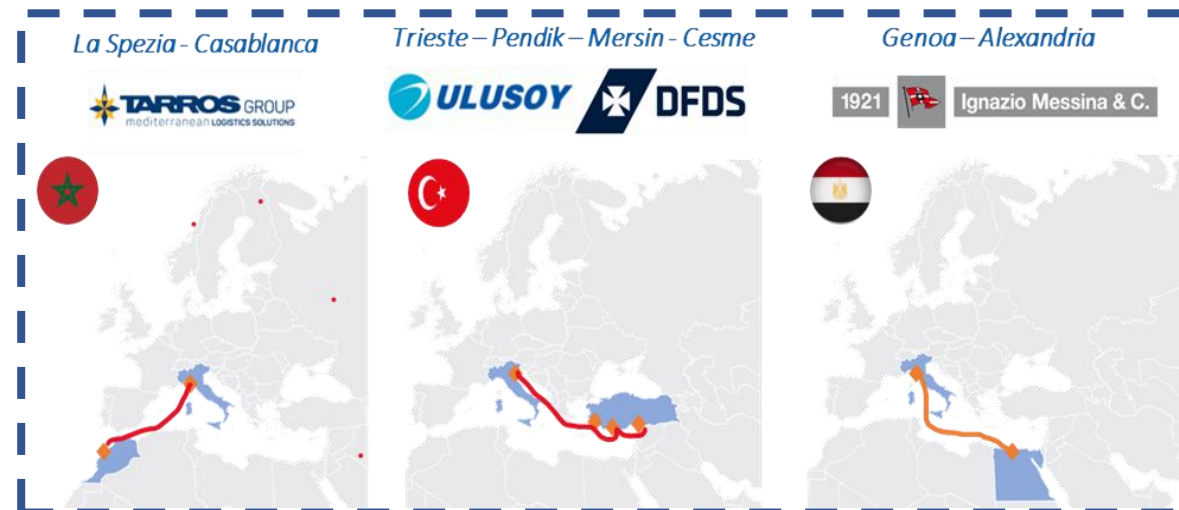 La Spezia - Casablanca
TARROS GROUP
mediterranean LOGISTICS SOLUTIONS
Trieste – Pendik – Mersin - Cesme
ULUSOY
DFDS
Genoa – Alexandria
1921 Ignazio Messina & C.